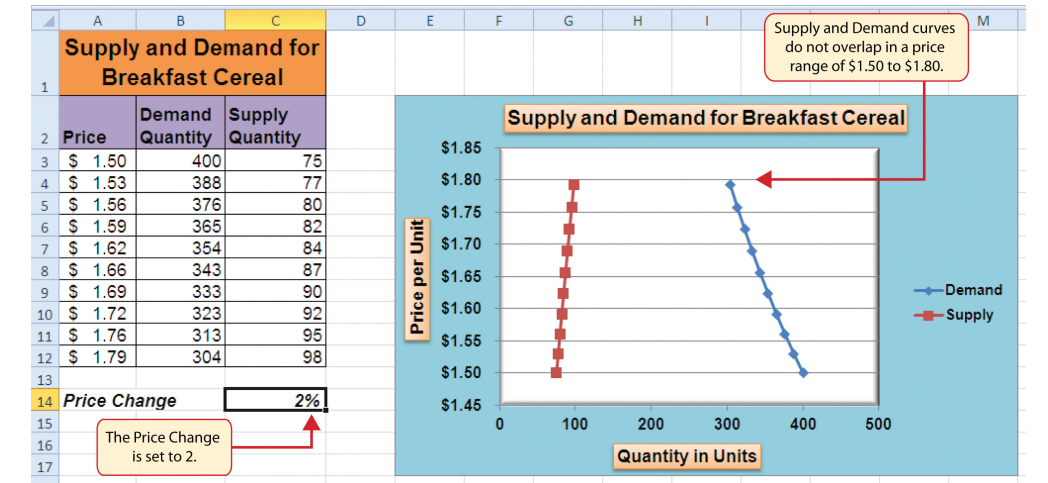 A B C D E F G H I M
Supply and Demand curves
do not overlap in a price
range of $1.50 to $1.80.
1 Supply and Demand for
Breakfast Cereal
2 Price Demand Quantity Supply Quantity
3 $ 1.50 400 75
4 $ 1.53 388 77
5 $ 1.56 376 80
6 $ 1.59 365 82
7 $ 1.62 354 84
8 $ 1.66 343 87
9 $ 1.69 333 90
10 $ 1.72 323 92
11 $ 1.76 313 95
12 $ 1.79 304 98
13
14 Price Change 2%
15
16
17
The Price Change
is set to 2.
Supply and Demand for Breakfast Cereal
Price per Unit
$1.85
$1.80
$1.75
$1.70
$1.65
$1.60
$1.55
$1.50
$1.45
0 100 200 300 400 500
Quantity in Units
Demand
Supply